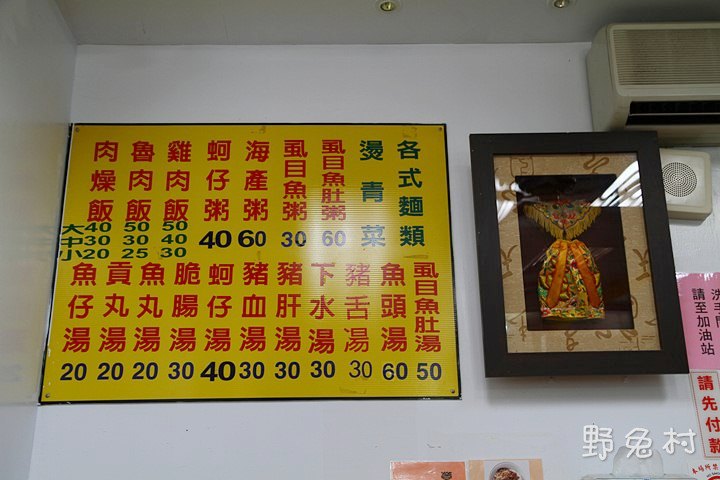 各式麵類
燙青菜
虱目魚肚粥 60
虱目魚粥 30
海產粥 60
蚵仔粥 40
雞肉飯 50 40 30
魯肉飯 50 30 25
肉燥飯 大40 中30 小20
虱目魚肚湯 50
魚頭湯 60
豬舌湯 30
下水湯 30
豬肝湯 30
豬血湯 30
蚵仔湯 40
脆腸湯 30
魚丸湯 20
貢丸湯 20
魚仔湯 20
請至加油站
請先付款
野兔村